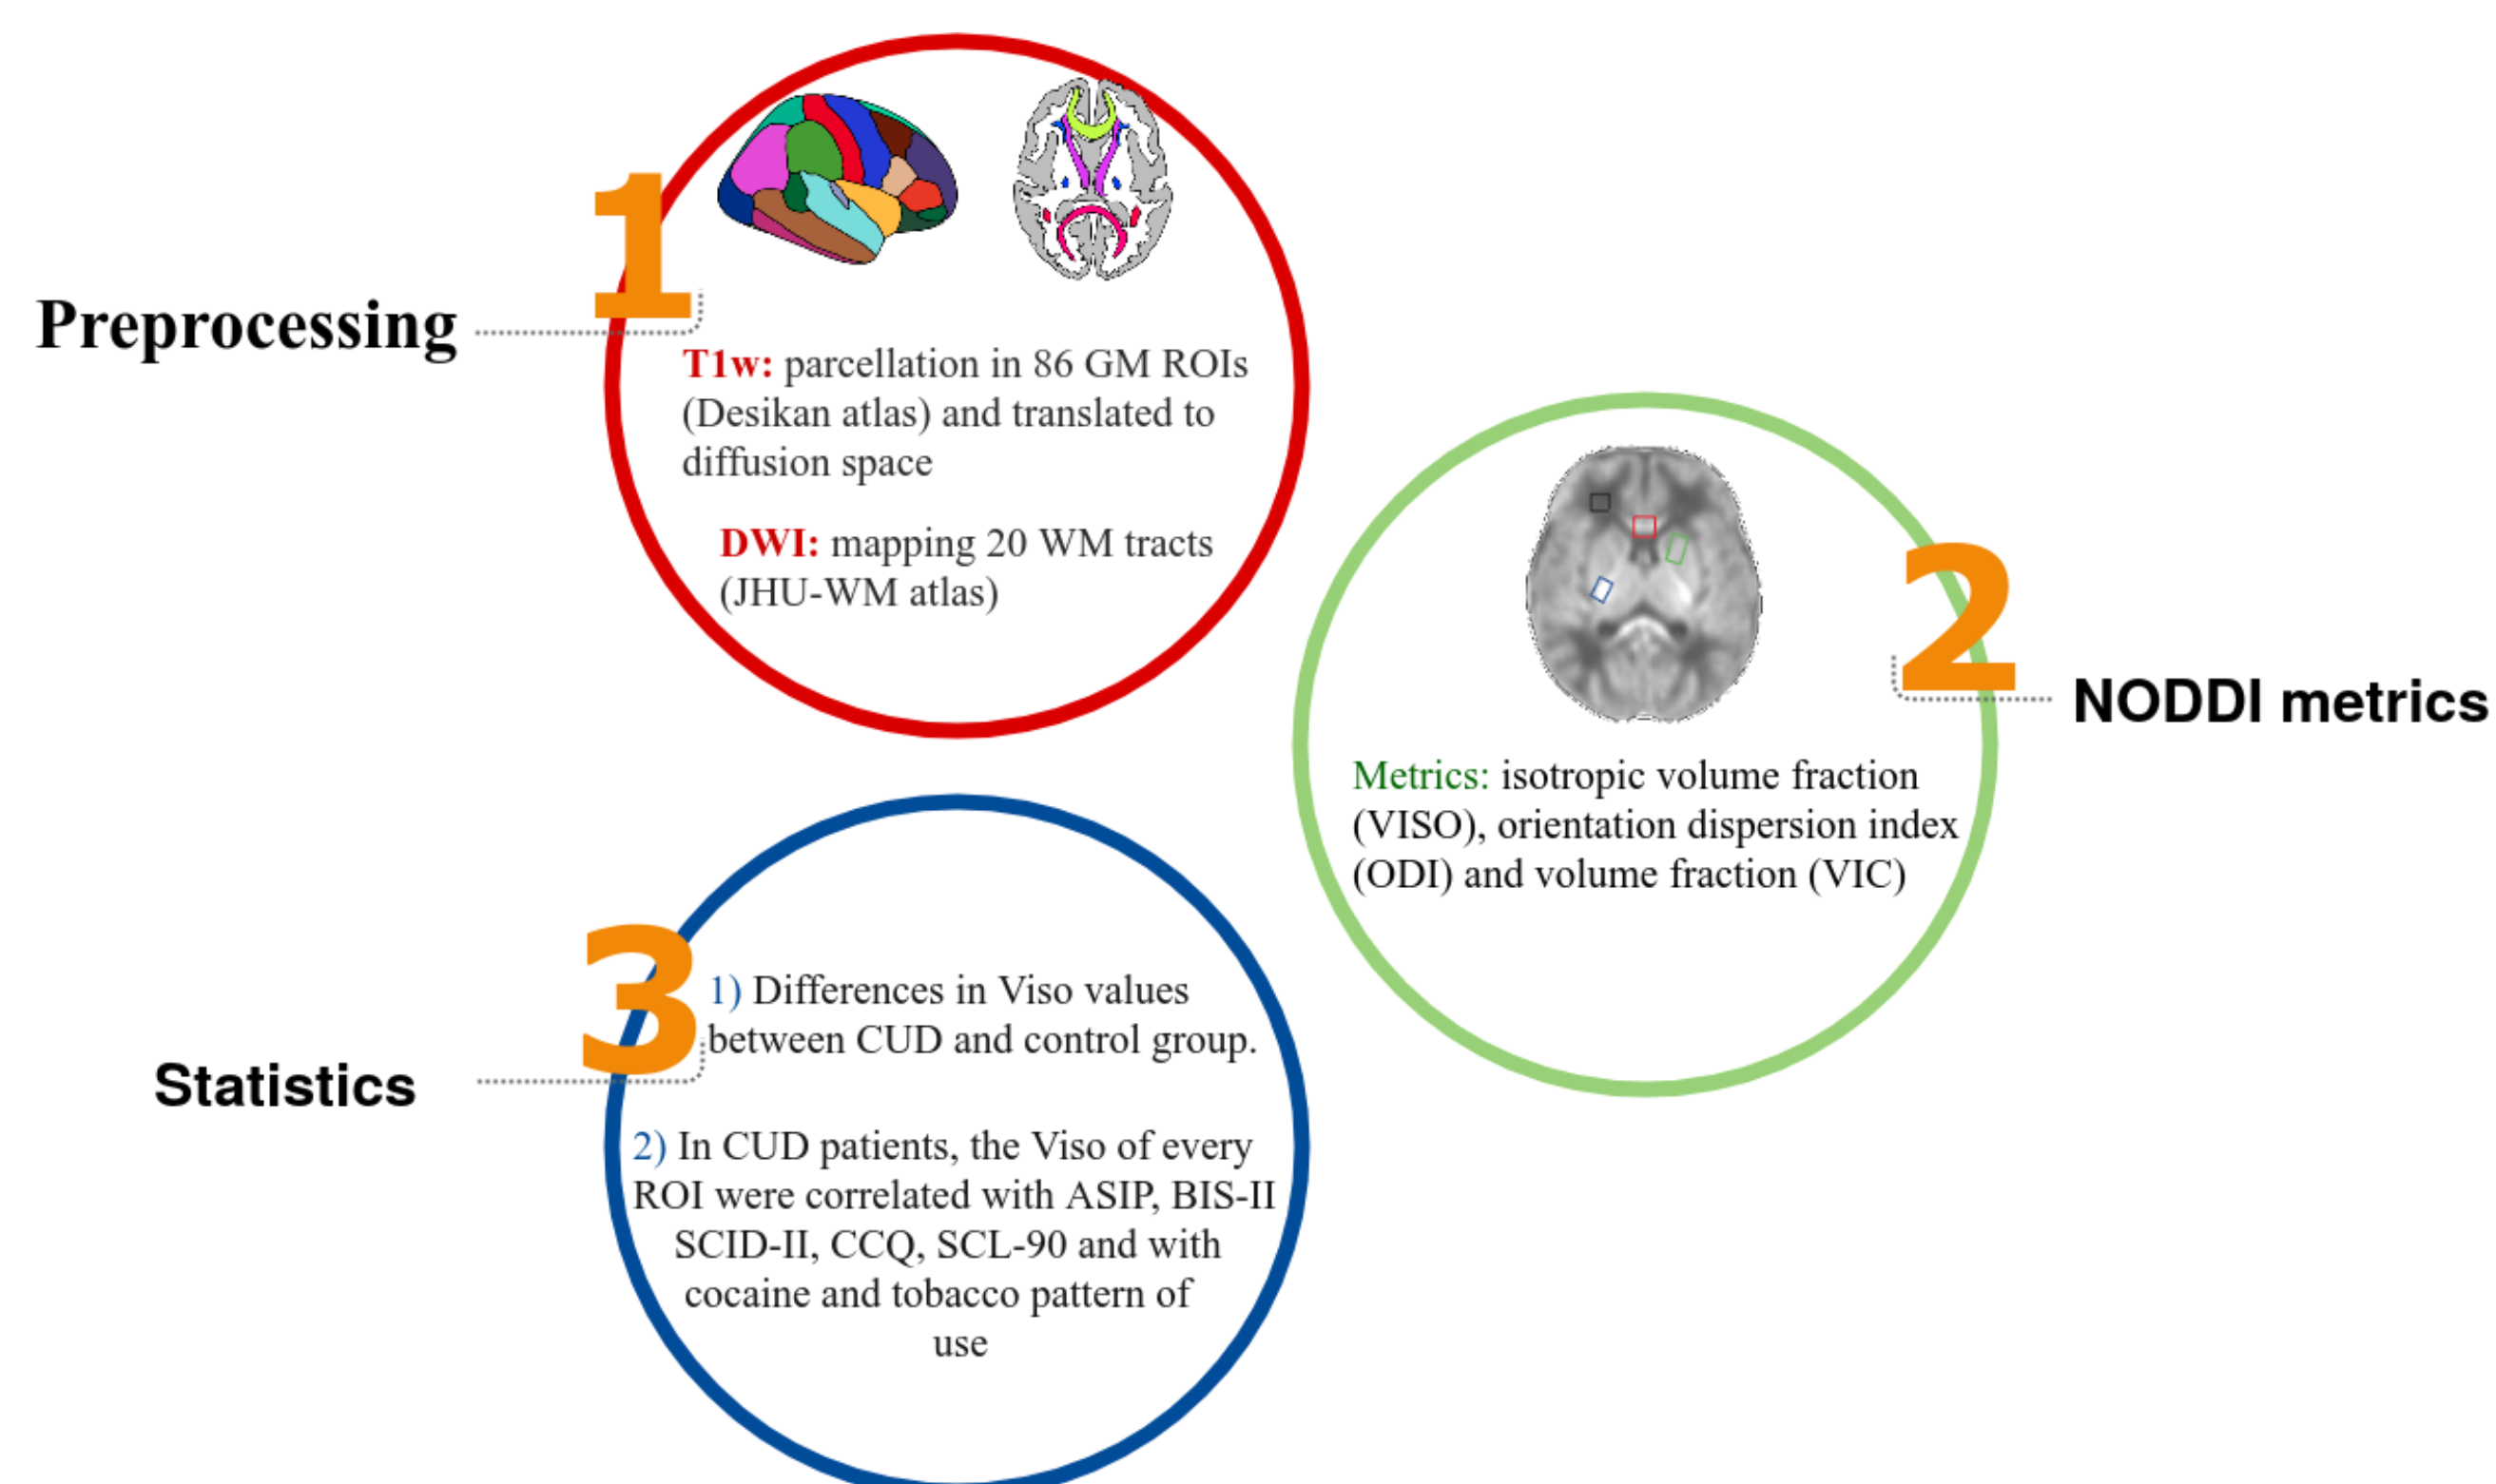 1
Preprocessing
T1w: parcellation in 86 GM ROIs
(Desikan atlas) and translated to
diffusion space
DWI: mapping 20 WM tracts
(JHU-WM atlas)
2
NODDI metrics
Metrics: isotropic volume fraction
(VISO), orientation dispersion index
(ODI) and volume fraction (VIC)
3
Statistics
1) Differences in Viso values
between CUD and control group.
2) In CUD patients, the Viso of every
ROI were correlated with ASIP, BIS-II
SCID-II, CCQ, SCL-90 and with
cocaine and tobacco pattern of
use